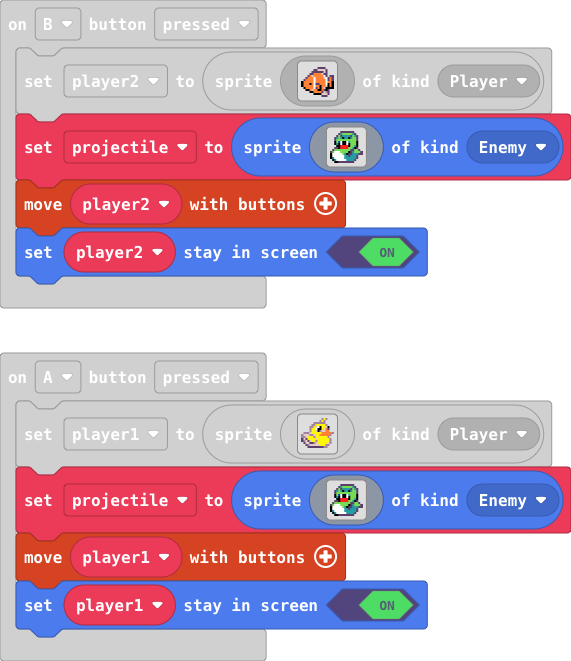 on B button pressed
set player2 to sprite of kind Player
set projectile to sprite of kind Enemy
move player2 with buttons
set player2 stay in screen ON
on A button pressed
set player1 to sprite of kind Player
set projectile to sprite of kind Enemy
move player1 with buttons
set player1 stay in screen ON